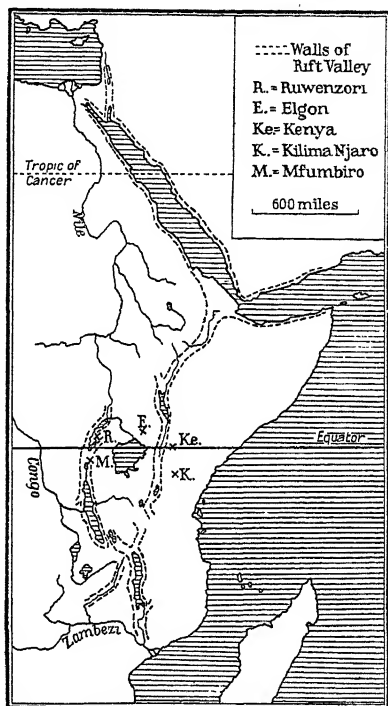 ----- Walls of
Rift Valley
R. = Ruwenzori
E. = Elgon
Ke. = Kenya
K. = Kilima Njaro
M. = Mfumbiro
600 miles
Tropic of
Cancer
Nile
E.
R.
Ke.
Equator
M.
K.
Congo
Zambezi